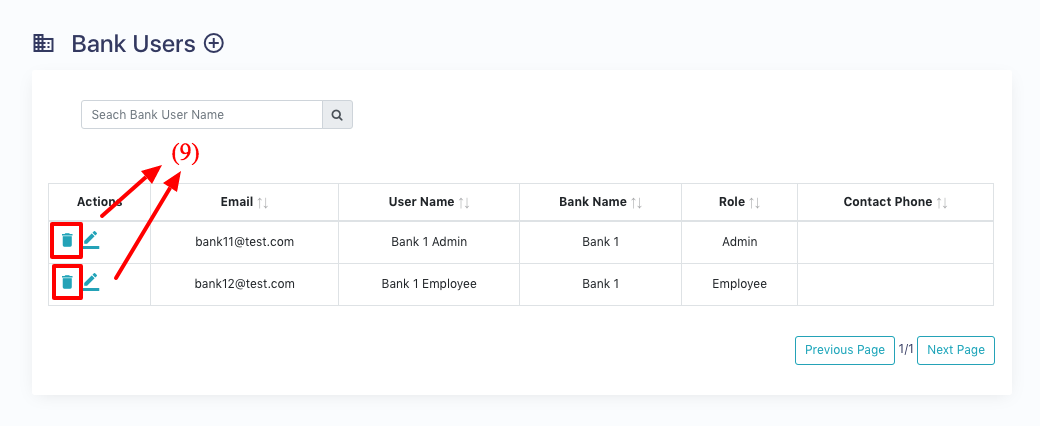 Bank Users
Seach Bank User Name
(9)
Actions Email User Name Bank Name Role Contact Phone
bank11@test.com Bank 1 Admin Bank 1 Admin
bank12@test.com Bank 1 Employee Bank 1 Employee
Previous Page 1/1 Next Page